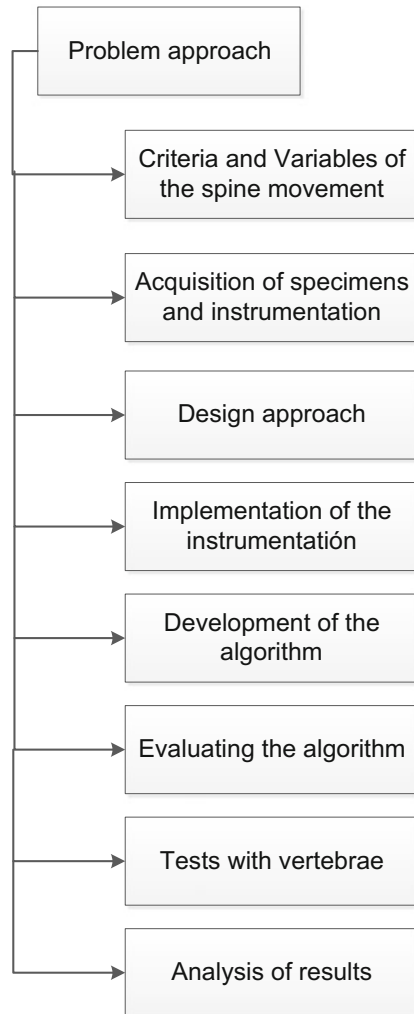 Problem approach
Criteria and Variables of
the spine movement
Acquisition of specimens
and instrumentation
Design approach
Implementation of the
instrumentatión
Development of the
algorithm
Evaluating the algorithm
Tests with vertebrae
Analysis of results